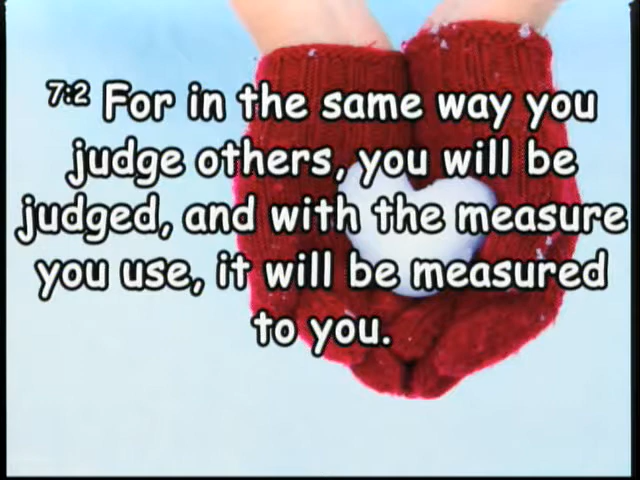 7:2 For in the same way you
judge others, you will be
judged, and with the measure
you use, it will be measured
to you.